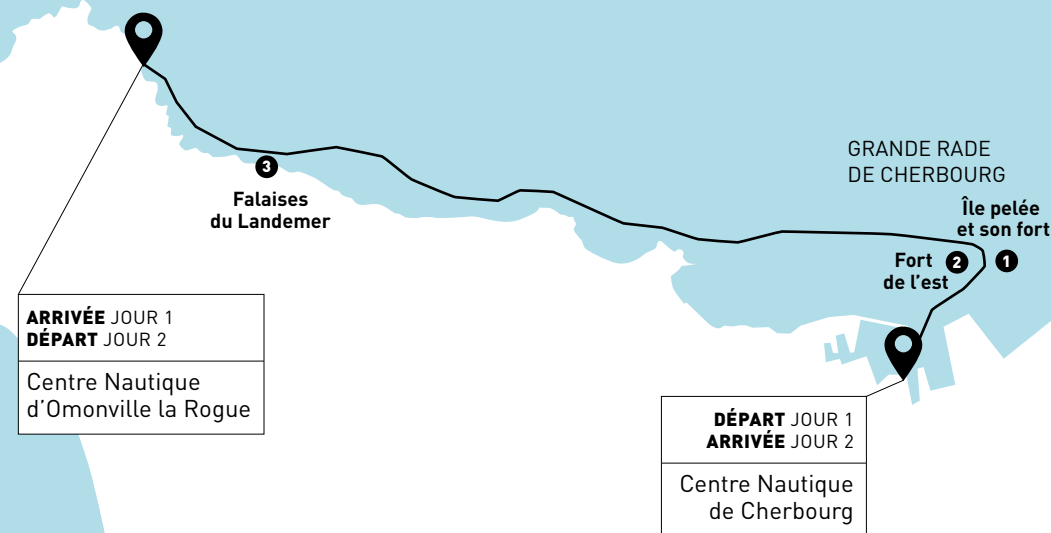 GRANDE RADE
DE CHERBOURG
Île pelée
et son fort
1
Fort
de l'est
2
3
Falaises
du Landemer
ARRIVÉE JOUR 1
DÉPART JOUR 2
Centre Nautique
d'Omonville la Rogue
DÉPART JOUR 1
ARRIVÉE JOUR 2
Centre Nautique
de Cherbourg